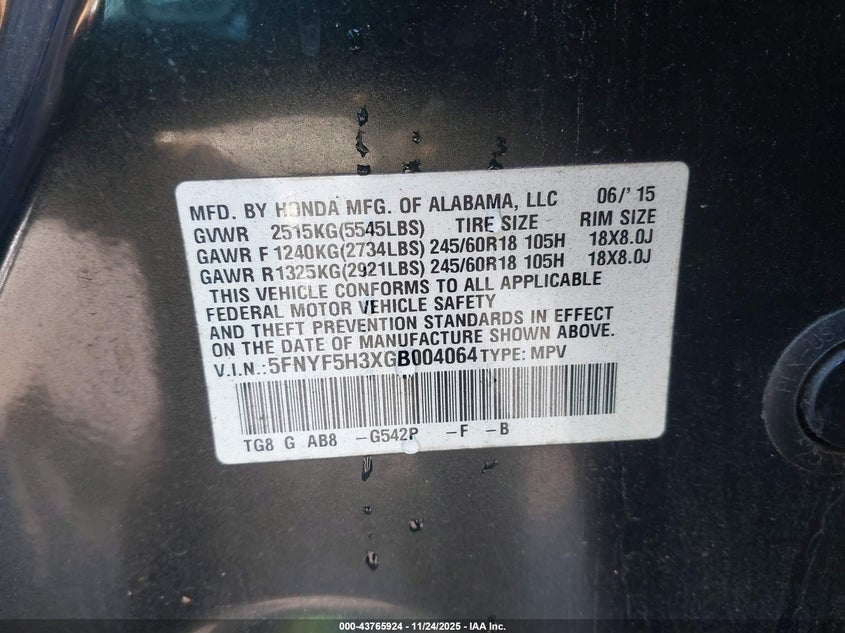 MFD. BY HONDA MFG. OF ALABAMA, LLC 06/'15
GVWR 2515KG(5545LBS) TIRE SIZE RIM SIZE
GAWR F 1240KG(2734LBS) 245/60R18 105H 18X8.0J
GAWR R 1325KG(2921LBS) 245/60R18 105H 18X8.0J
THIS VEHICLE CONFORMS TO ALL APPLICABLE
FEDERAL MOTOR VEHICLE SAFETY
AND THEFT PREVENTION STANDARDS IN EFFECT
ON THE DATE OF MANUFACTURE SHOWN ABOVE.
V.I.N.:5FNYF5H3XGB004064 TYPE: MPV
TG8 G AB8 -G542P -F -B
000-43765924 - 11/24/2025 - IAA Inc.